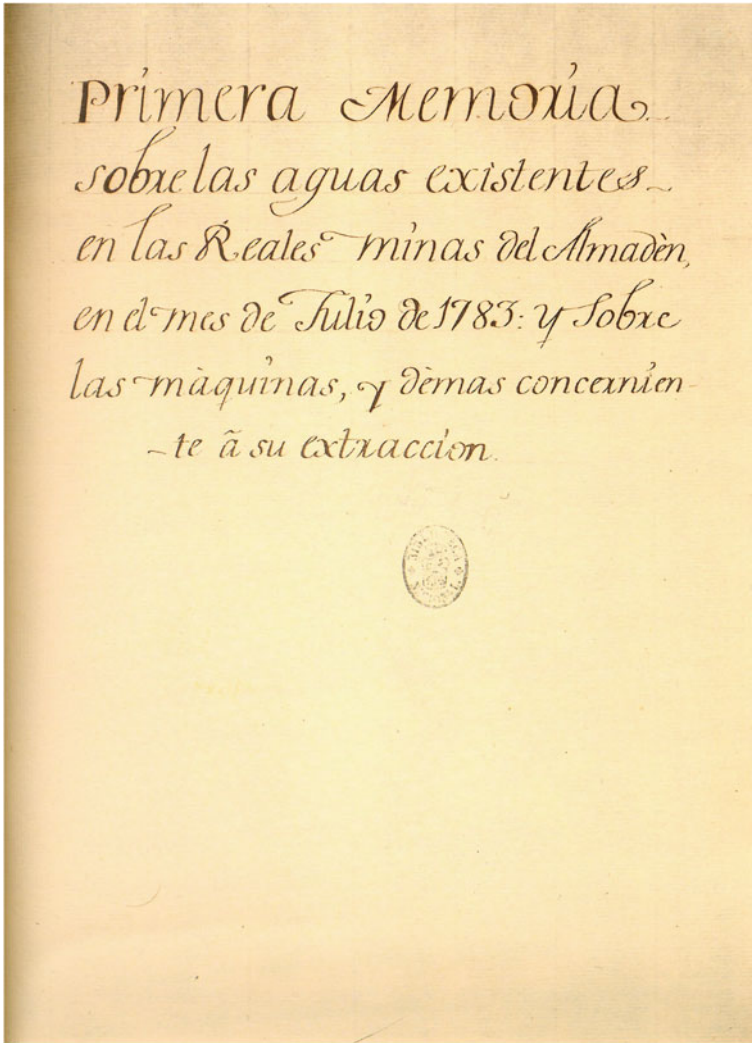 Primera Memoria
sobre las aguas existentes
en las Reales minas del Almadèn,
en el mes de Julio de 1783: y Sobre
las màquinas, y dèmas concernien-
-te ã su extraccion.